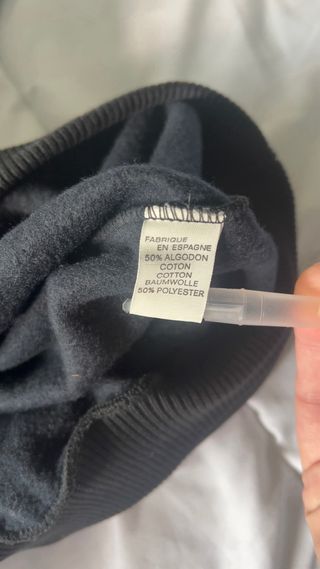 FABRIQUE
EN ESPAGNE
50% ALGODON
COTON
COTTON
BAUMWOLLE
50% POLYESTER